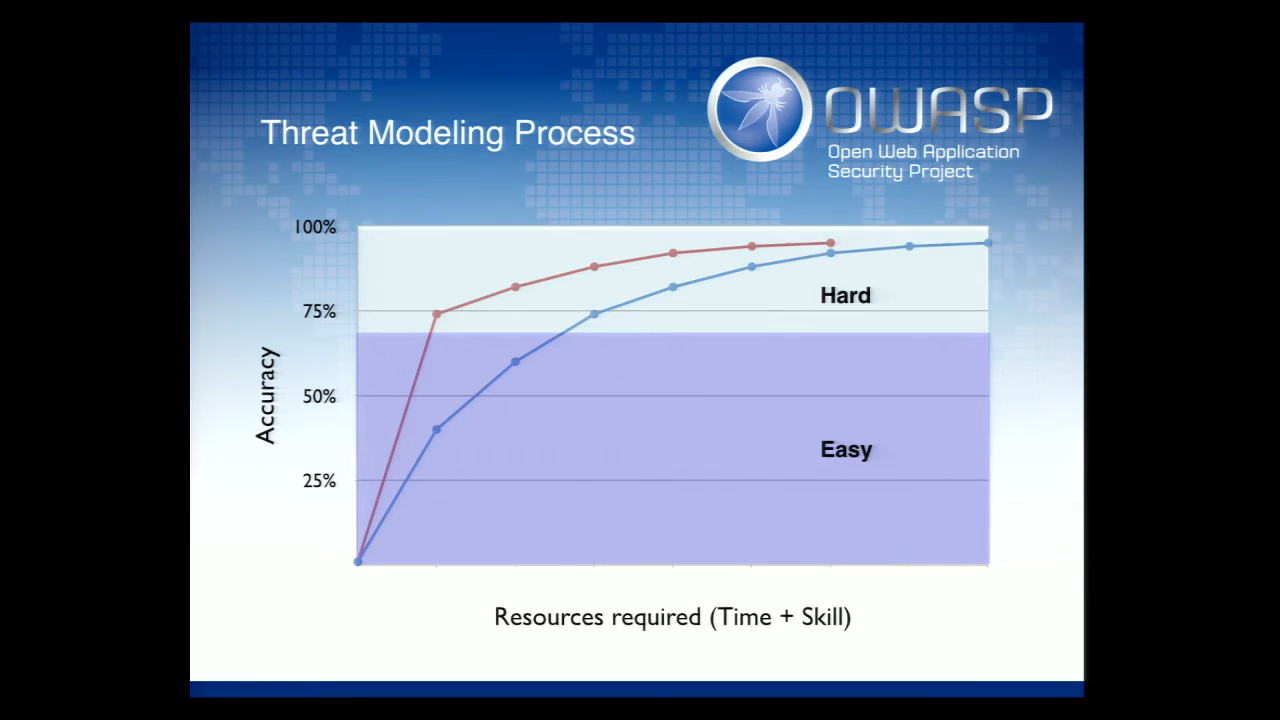 Threat Modeling Process
OWASP
Open Web Application
Security Project
100%
75%
50%
25%
Accuracy
Hard
Easy
Resources required (Time + Skill)